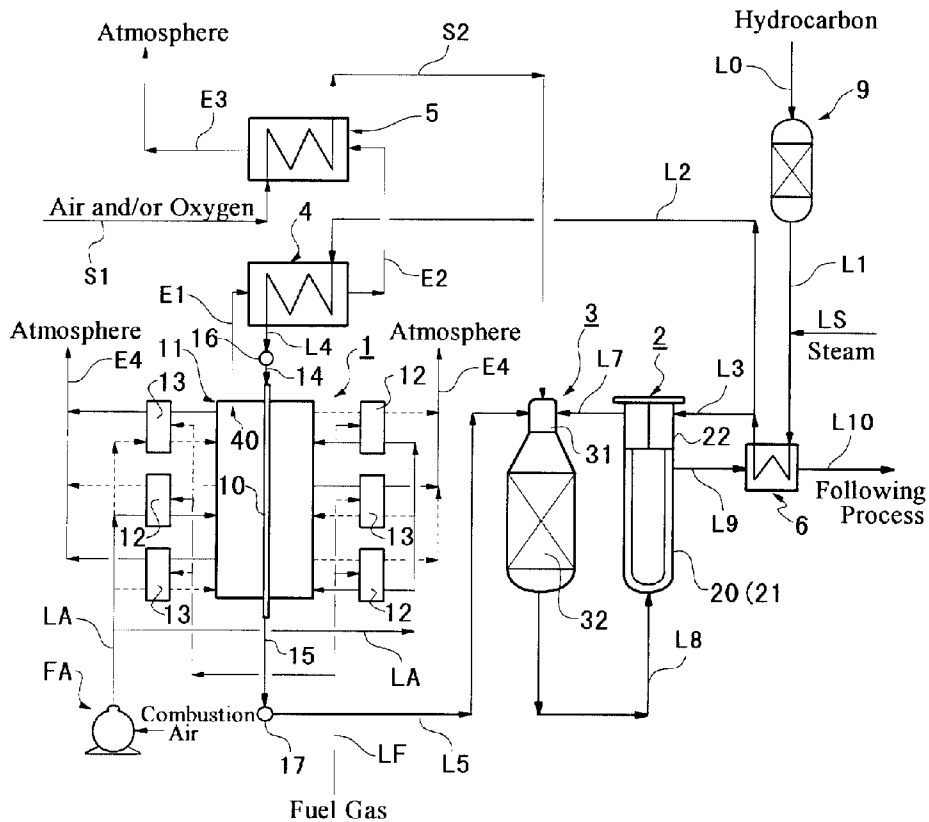 Hydrocarbon
Atmosphere
S2
L0
9
E3
5
L2
Air and/or Oxygen
4
S1
E2
L1
E1
LS
Steam
Atmosphere
16
L4
1
Atmosphere
3
L7
2
L3
E4
11
14
12
E4
13
40
31
22
L10
10
Following
Process
L9
6
12
13
13
12
32
20(21
LA
15
LA
L8
FA
Combustion
Air
17
LF
L5
Fuel Gas